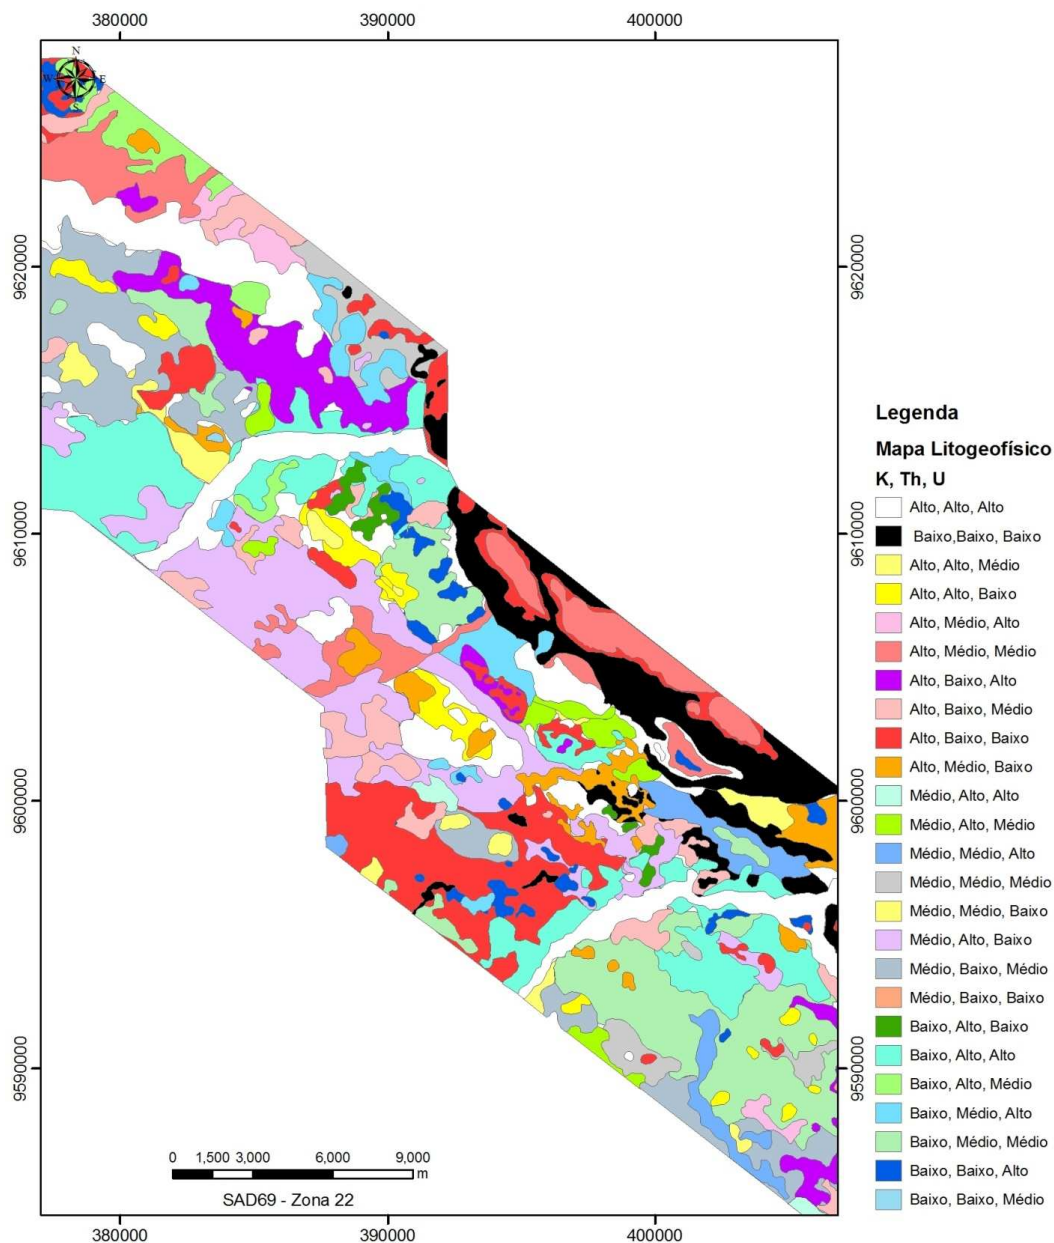 380000 390000 400000
N
W E
S
9620000 9620000
9610000 9610000
9600000 9600000
9590000 9590000
Legenda
Mapa Litogeofísico
K, Th, U
Alto, Alto, Alto
Baixo,Baixo, Baixo
Alto, Alto, Médio
Alto, Alto, Baixo
Alto, Médio, Alto
Alto, Médio, Médio
Alto, Baixo, Alto
Alto, Baixo, Médio
Alto, Baixo, Baixo
Alto, Médio, Baixo
Médio, Alto, Alto
Médio, Alto, Médio
Médio, Médio, Alto
Médio, Médio, Médio
Médio, Médio, Baixo
Médio, Alto, Baixo
Médio, Baixo, Médio
Médio, Baixo, Baixo
Baixo, Alto, Baixo
Baixo, Alto, Alto
Baixo, Alto, Médio
Baixo, Médio, Alto
Baixo, Médio, Médio
Baixo, Baixo, Alto
Baixo, Baixo, Médio
0 1,500 3,000 6,000 9,000
m
SAD69 - Zona 22
380000 390000 400000